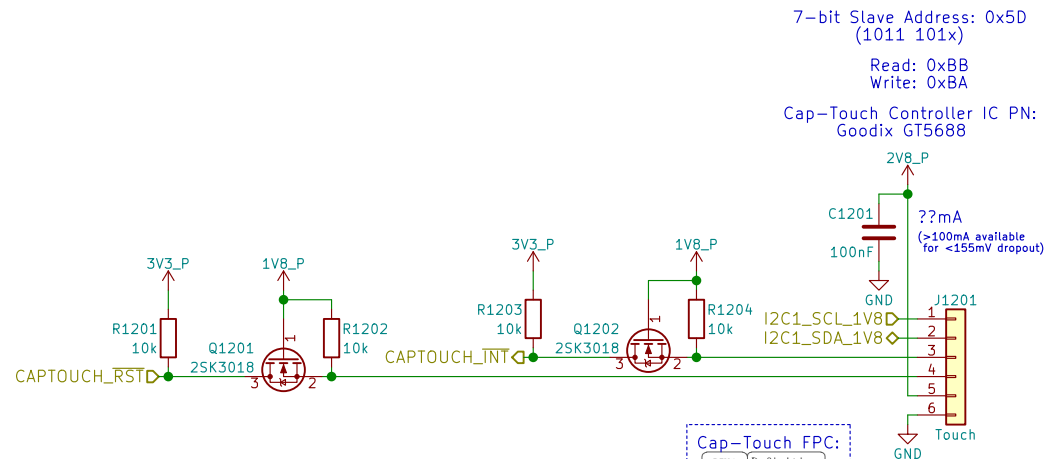 7-bit Slave Address: 0x5D
(1011 101x)
Read: 0xBB
Write: 0xBA
Cap-Touch Controller IC PN:
Goodix GT5688
2V8_P
C1201
100nF
??mA
(>100mA available
for <155mV dropout)
GND
3V3_P
1V8_P
R1201
10k
Q1201
2SK3018
1
3
2
R1202
10k
CAPTOUCH_RST
3V3_P
1V8_P
R1203
10k
Q1202
2SK3018
1
3
2
R1204
10k
CAPTOUCH_INT
J1201
I2C1_SCL_1V8
I2C1_SDA_1V8
1
2
3
4
5
6
Touch
GND
Cap-Touch FPC: